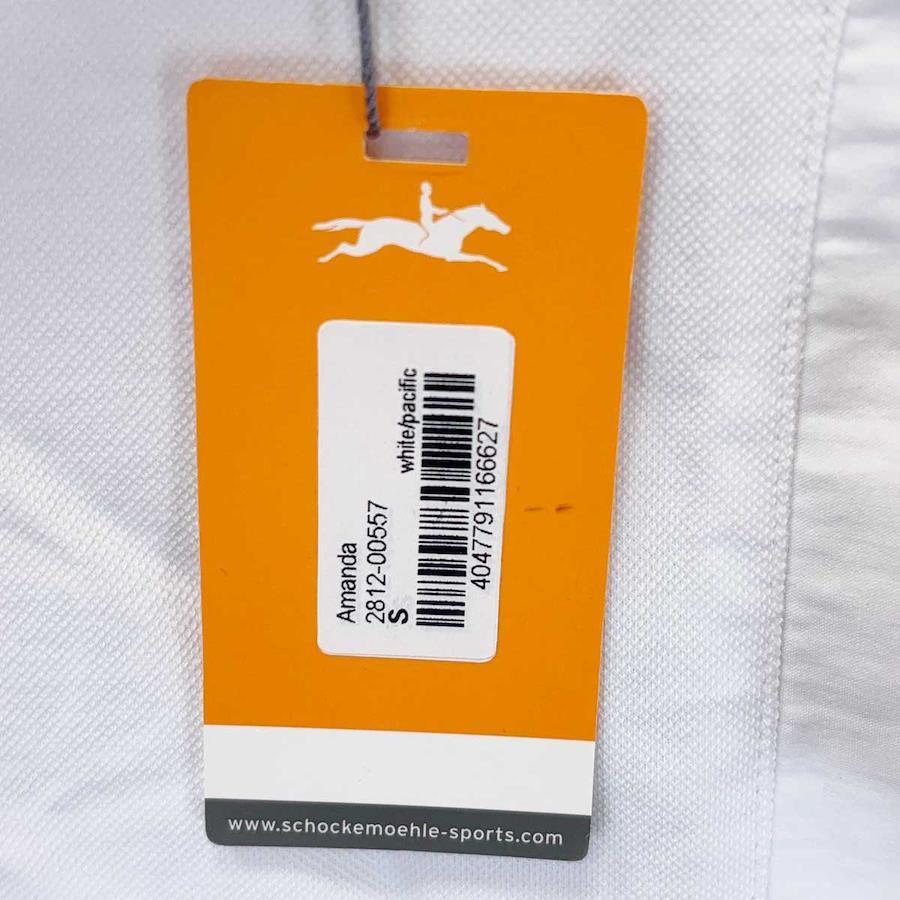 Amanda
2812-00557
S white/pacific
4047791166627
www.schockemoehle-sports.com